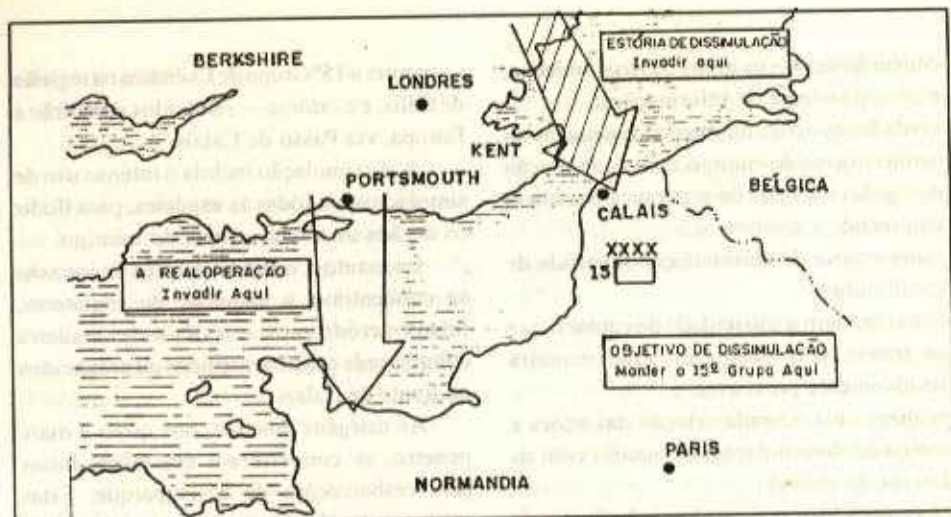 BERKSHIRE
ESTÓRIA DE DISSIMULAÇÃO
Invadir aqui
LONDRES
KENT
PORTSMOUTH
BÉLGICA
CALAIS
XXXX
15
REAL OPERAÇÃO
Invadir Aqui
OBJETIVO DE DISSIMULAÇÃO
Manter o 15º Grupo Aqui
PARIS
NORMANDIA